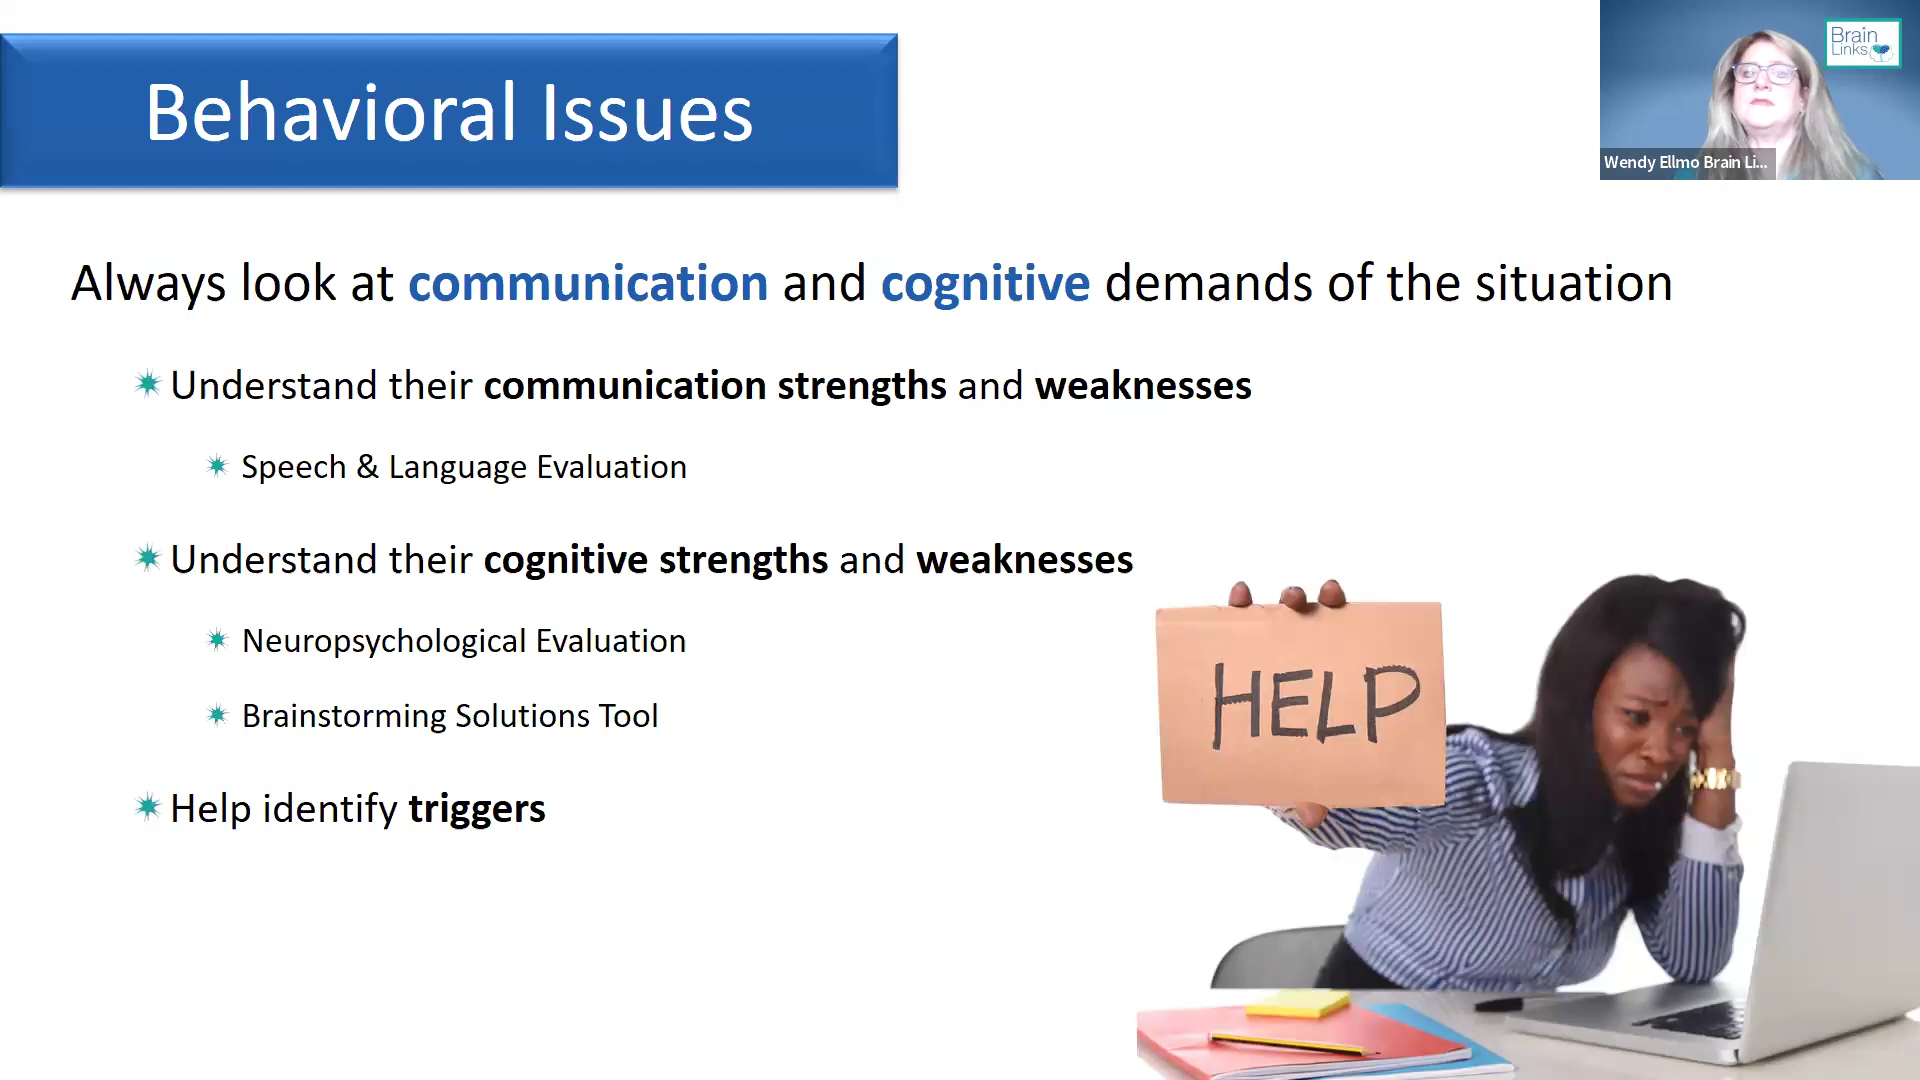 Behavioral Issues
Brain
Links
Wendy Ellmo Brain Li...
Always look at communication and cognitive demands of the situation
Understand their communication strengths and weaknesses
Speech & Language Evaluation
Understand their cognitive strengths and weaknesses
Neuropsychological Evaluation
Brainstorming Solutions Tool
Help identify triggers
HELP